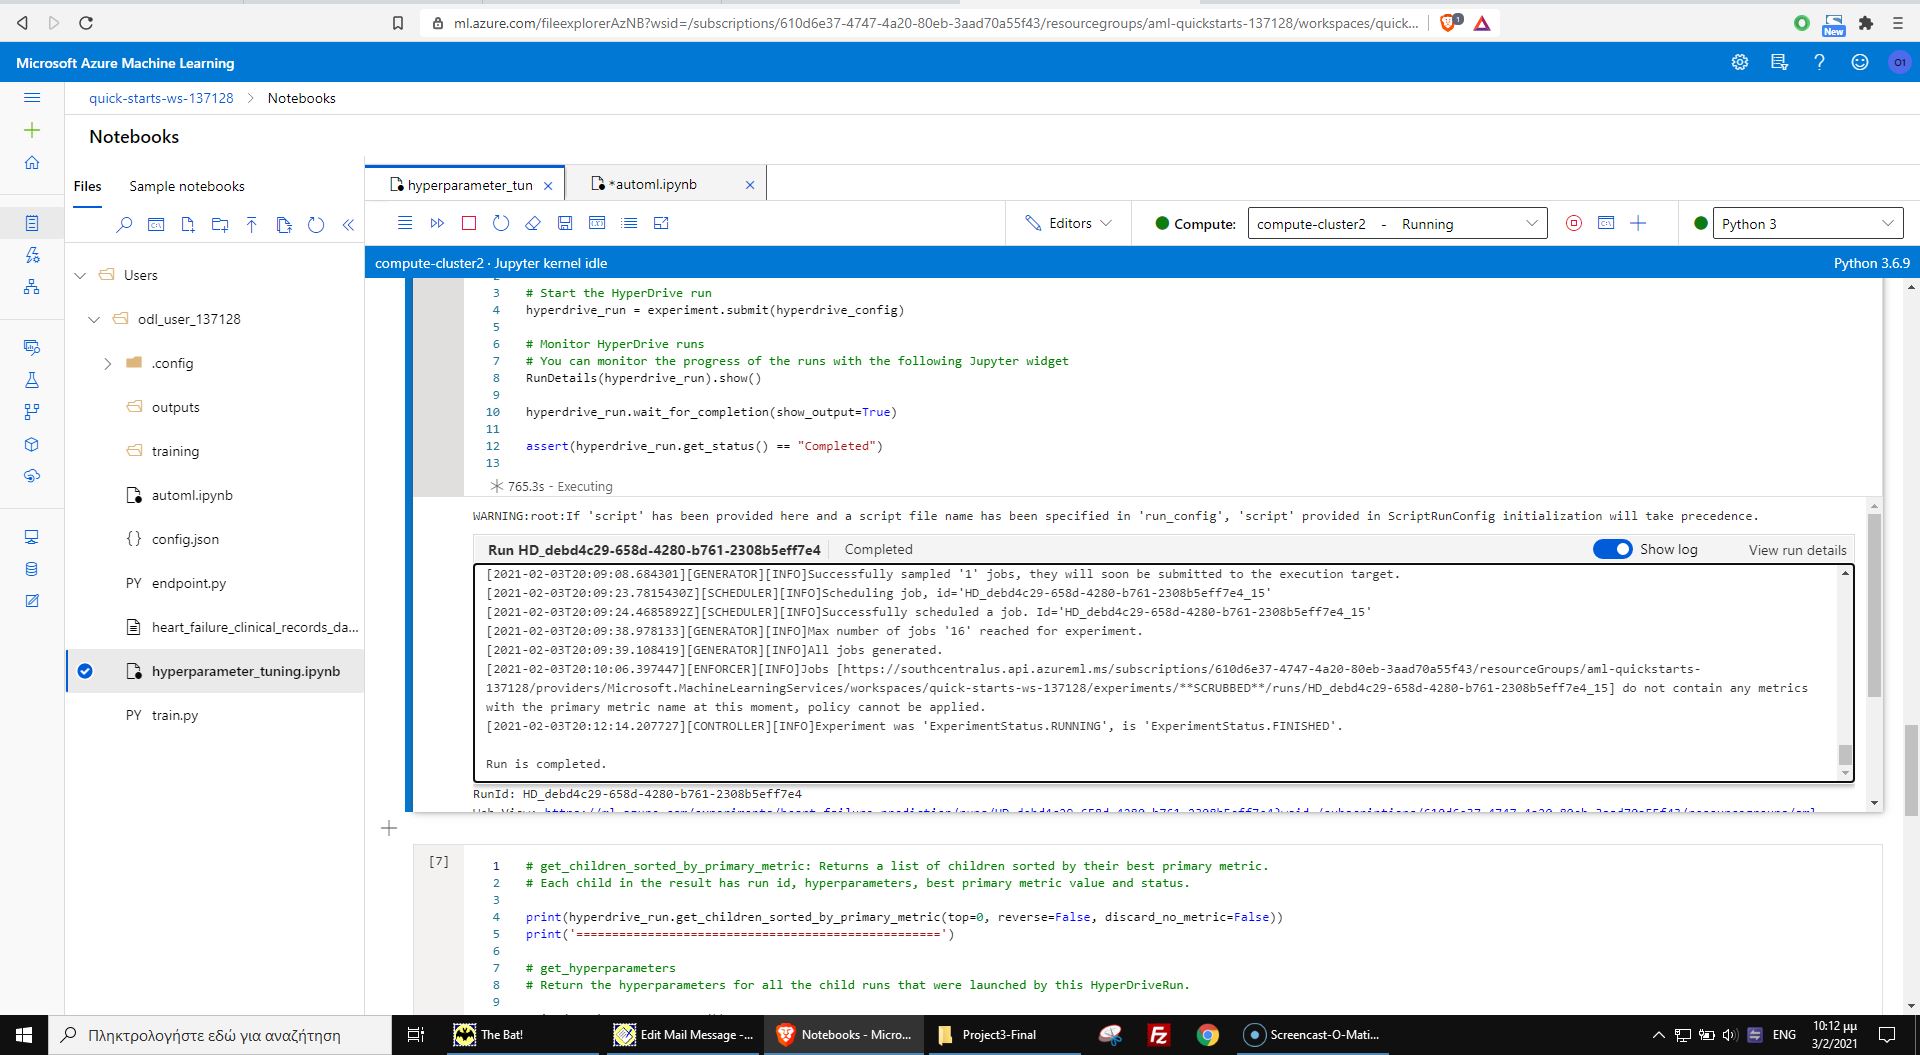 ml.azure.com/fileexplorerAzNB?wsid=/subscriptions/610d6e37-4747-4a20-80eb-3aad70a55f43/resourcegroups/aml-quickstarts-137128/workspaces/quick...
1
New
Microsoft Azure Machine Learning
O1
quick-starts-ws-137128 > Notebooks
Notebooks
Files
Sample notebooks
hyperparameter_tun
*automl.ipynb
Editors
Compute:
compute-cluster2 - Running
Python 3
compute-cluster2 · Jupyter kernel idle
Python 3.6.9
Users
odl_user_137128
.config
outputs
training
automl.ipynb
{} config.json
PY endpoint.py
heart_failure_clinical_records_da...
hyperparameter_tuning.ipynb
PY train.py
3 # Start the HyperDrive run
4 hyperdrive_run = experiment.submit(hyperdrive_config)
5
6 # Monitor HyperDrive runs
7 # You can monitor the progress of the runs with the following Jupyter widget
8 RunDetails(hyperdrive_run).show()
9
10 hyperdrive_run.wait_for_completion(show_output=True)
11
12 assert(hyperdrive_run.get_status() == "Completed")
13
765.3s - Executing
WARNING:root:If 'script' has been provided here and a script file name has been specified in 'run_config', 'script' provided in ScriptRunConfig initialization will take precedence.
Run HD_debd4c29-658d-4280-b761-2308b5eff7e4
Completed
Show log
View run details
[2021-02-03T20:09:08.684301][GENERATOR][INFO]Successfully sampled '1' jobs, they will soon be submitted to the execution target.
[2021-02-03T20:09:23.7815430Z][SCHEDULER][INFO]Scheduling job, id='HD_debd4c29-658d-4280-b761-2308b5eff7e4_15'
[2021-02-03T20:09:24.4685892Z][SCHEDULER][INFO]Successfully scheduled a job. Id='HD_debd4c29-658d-4280-b761-2308b5eff7e4_15'
[2021-02-03T20:09:38.978133][GENERATOR][INFO]Max number of jobs '16' reached for experiment.
[2021-02-03T20:09:39.108419][GENERATOR][INFO]All jobs generated.
[2021-02-03T20:10:06.397447][ENFORCER][INFO]Jobs [https://southcentralus.api.azureml.ms/subscriptions/610d6e37-4747-4a20-80eb-3aad70a55f43/resourceGroups/aml-quickstarts-
137128/providers/Microsoft.MachineLearningServices/workspaces/quick-starts-ws-137128/experiments/**SCRUBBED**/runs/HD_debd4c29-658d-4280-b761-2308b5eff7e4_15] do not contain any metrics
with the primary metric name at this moment, policy cannot be applied.
[2021-02-03T20:12:14.207727][CONTROLLER][INFO]Experiment was 'ExperimentStatus.RUNNING', is 'ExperimentStatus.FINISHED'.
Run is completed.
RunId: HD_debd4c29-658d-4280-b761-2308b5eff7e4
[7]
1 # get_children_sorted_by_primary_metric: Returns a list of children sorted by their best primary metric.
2 # Each child in the result has run id, hyperparameters, best primary metric value and status.
3
4 print(hyperdrive_run.get_children_sorted_by_primary_metric(top=0, reverse=False, discard_no_metric=False))
5 print('===================================================')
6
7 # get_hyperparameters
8 # Return the hyperparameters for all the child runs that were launched by this HyperDriveRun.
9
Πληκτρολογήστε εδώ για αναζήτηση
The Bat!
Edit Mail Message -...
Notebooks - Micro...
Project3-Final
Screencast-O-Mati...
ENG
10:12 μμ
3/2/2021